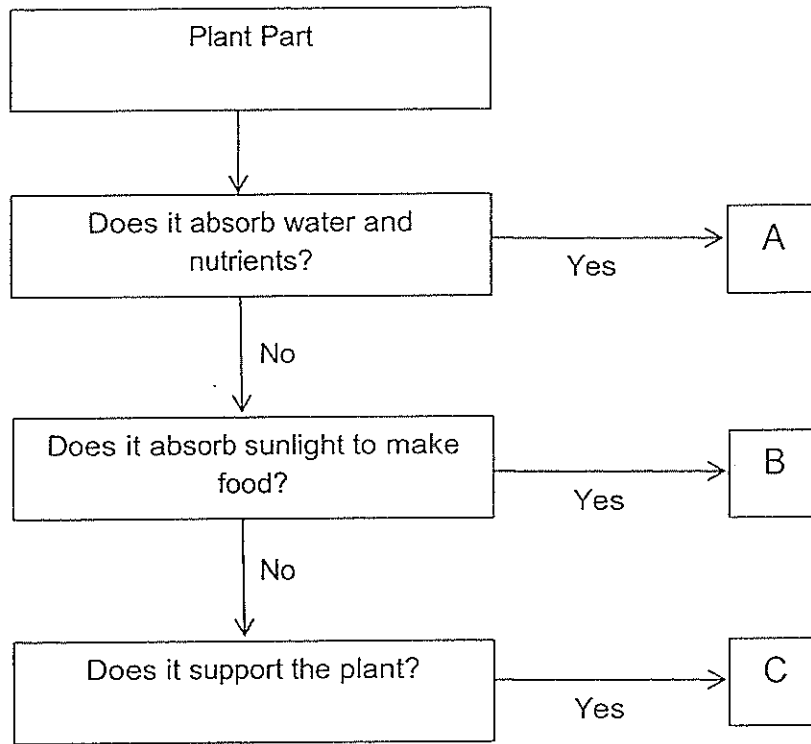 Plant Part
Does it absorb water and
nutrients?
Yes
A
No
Does it absorb sunlight to make
food?
Yes
B
No
Does it support the plant?
Yes
C